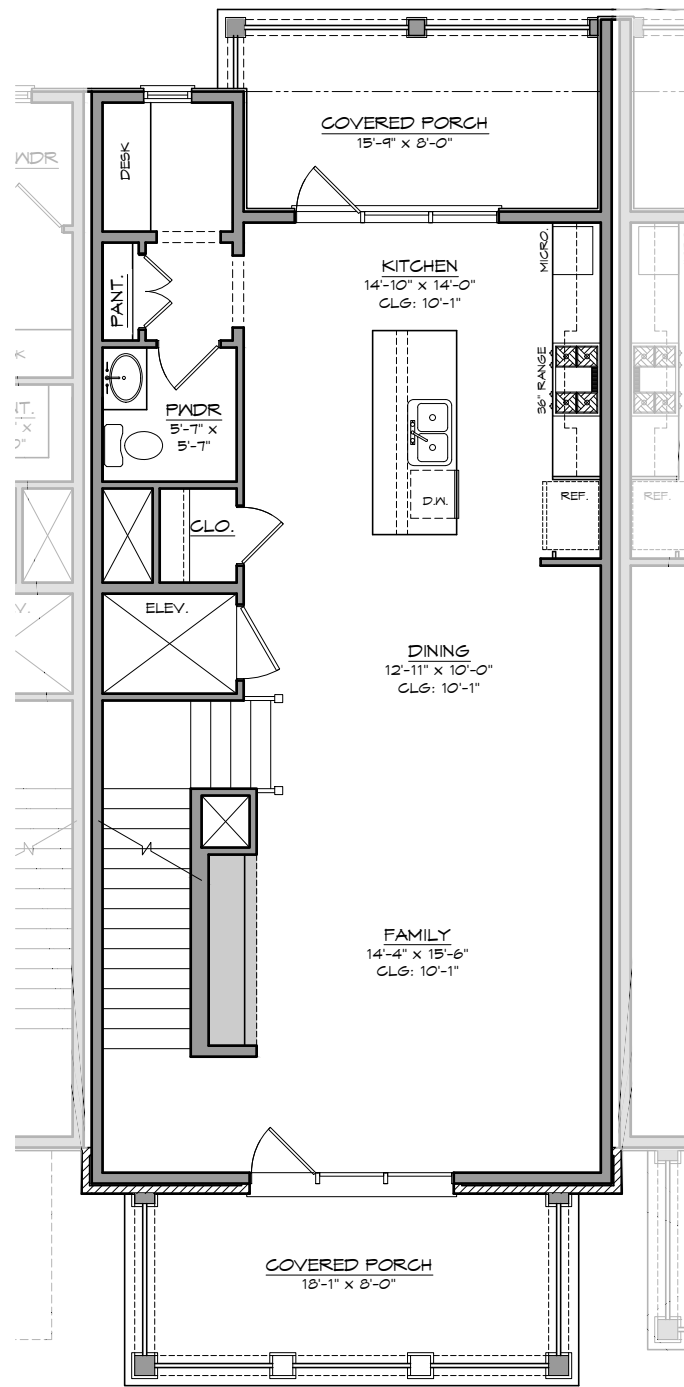 COVERED PORCH
15'-9" x 8'-0"
WDR
DESK
MICRO.
KITCHEN
14'-10" x 14'-0"
CLG: 10'-1"
PANT.
36" RANGE
PWDR
5'-7" x
5'-7"
D.W.
REF.
REF.
CLO.
ELEV.
DINING
12'-11" x 10'-0"
CLG: 10'-1"
FAMILY
14'-4" x 15'-6"
CLG: 10'-1"
COVERED PORCH
18'-1" x 8'-0"